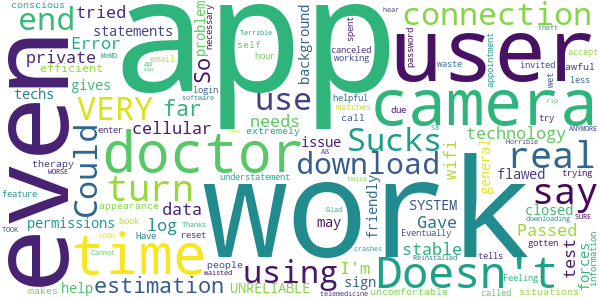 app
work
even
user
camera
doctor
time
Doesn't
turn
real
say
using
use
download
Sucks
Could
VERY
estimation
connection
end
far
So
technology
cellular
needs
private
tried
Error
statements
problem
background
efficient
gives
techs
self
hour
conscious
necessary
canceled
working
spent
login
helpful
matches
call
due
password
email
Terrible
hear
WeMD
software
enter
extremely
issue
therapy
WORSE
understatement
feature
appearance
TOOK
permissions
book
Have
Thanks
reset
log
data
may
friendly
wifi
stable
SYSTEM
Gave
Eventually
Reinstalled
general
flawed
closed
Passed
test
forces
gotten
Cannot
sooo
people
waisted
UNRELIABLE
I'm
sign
help
makes
twice
Giad
crashes
telemedicine
tells
uncomfortable
called
situations
Feeling
downloading
SURE
information
ANYMORE
Horrible
trying
try
wet
less
accept
awful
theft
invited
appointment
waste
rip